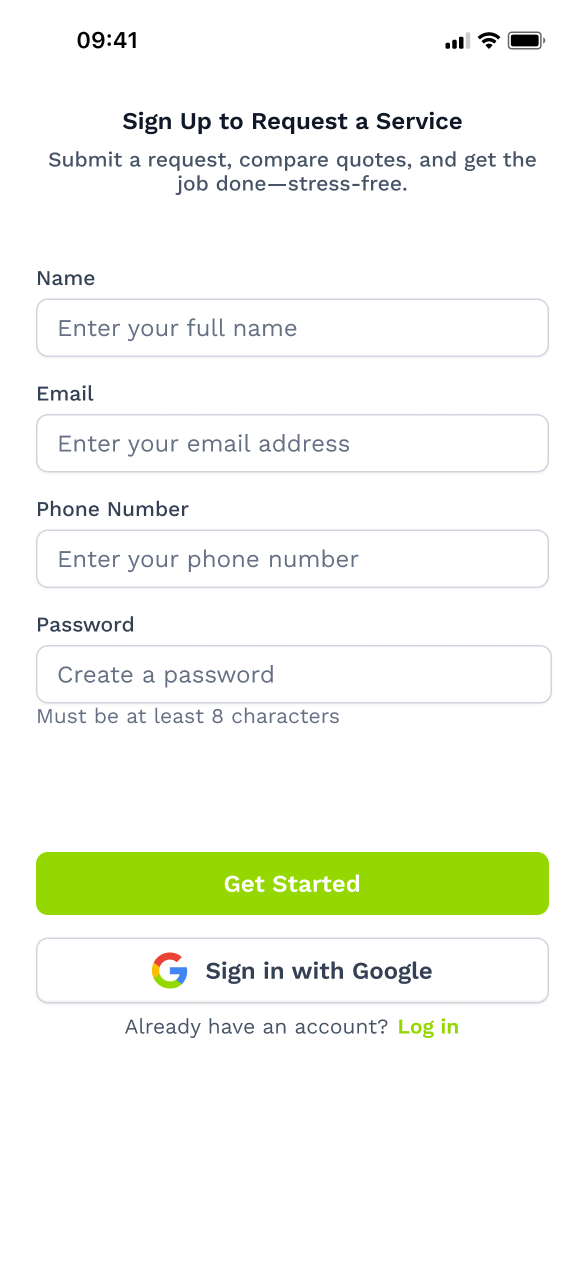 09:41
Sign Up to Request a Service
Submit a request, compare quotes, and get the
job done—stress-free.
Name
Enter your full name
Email
Enter your email address
Phone Number
Enter your phone number
Password
Create a password
Must be at least 8 characters
Get Started
Sign in with Google
Already have an account? Log in